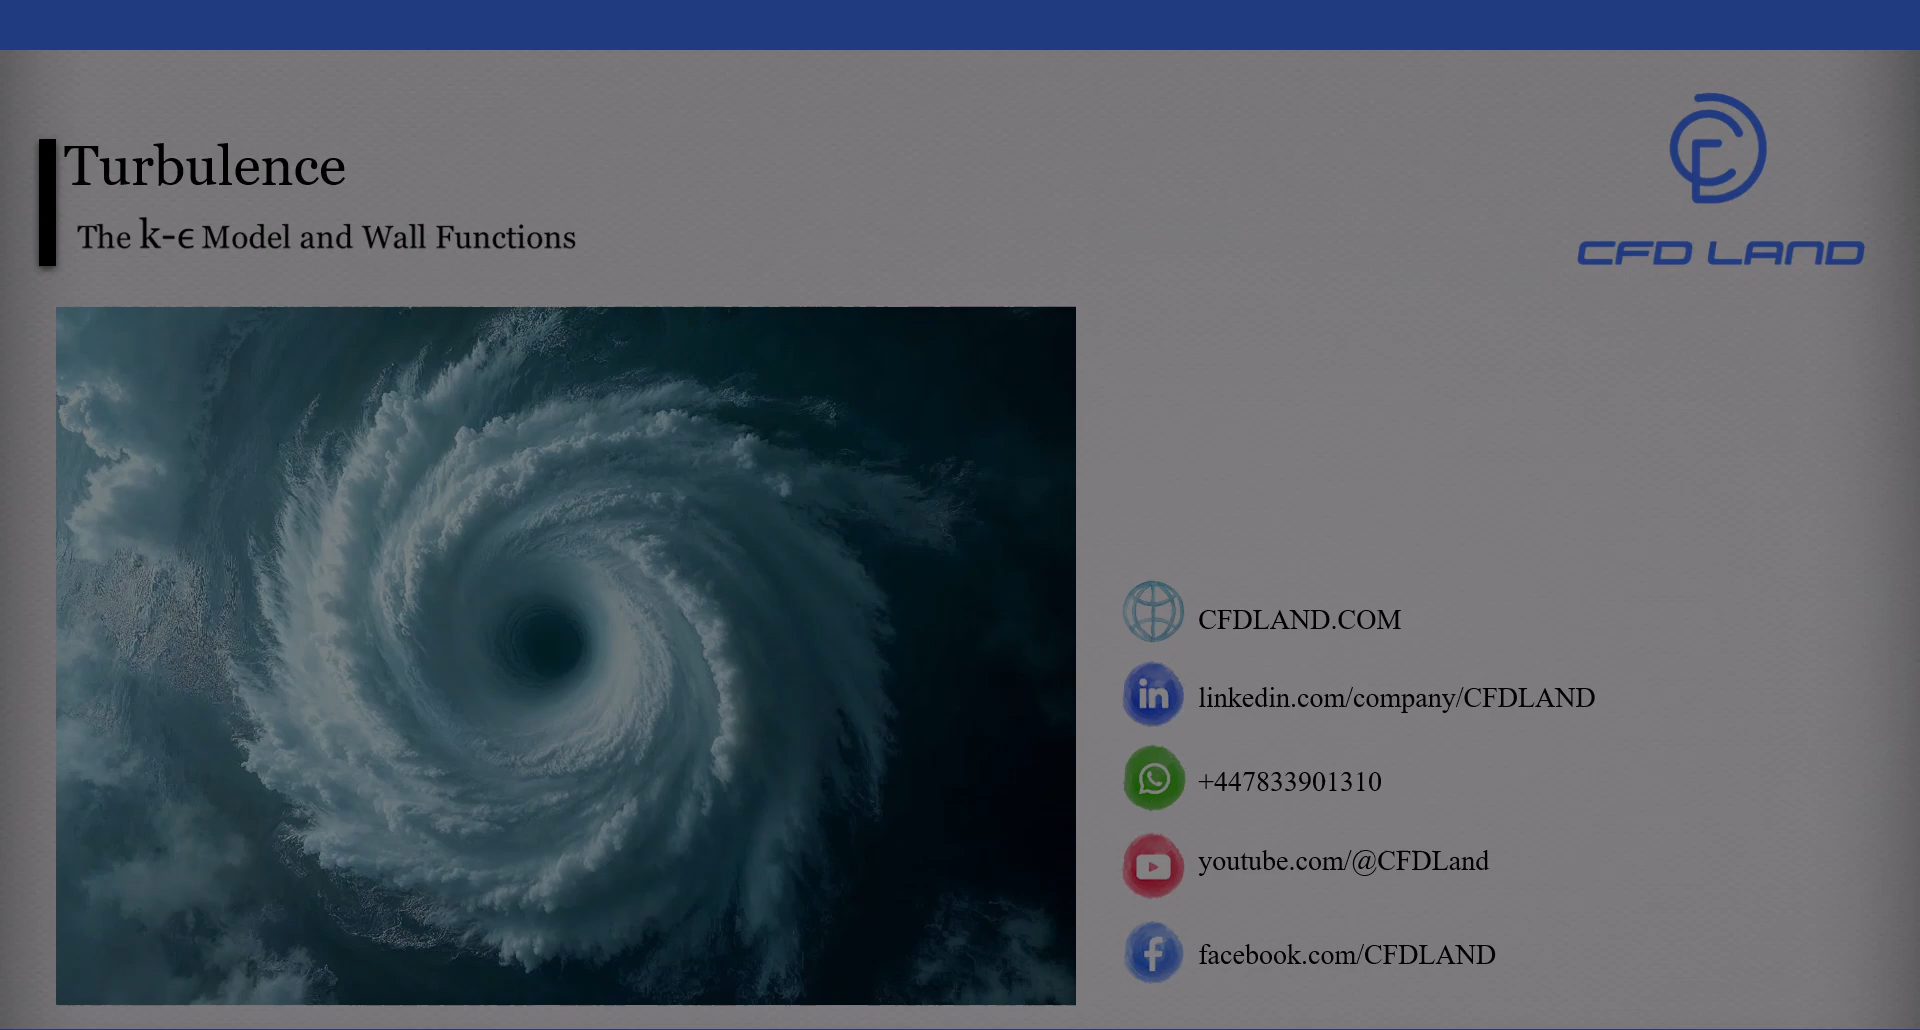 Turbulence
The k-ϵ Model and Wall Functions
CFD LAND
CFDLAND.COM
linkedin.com/company/CFDLAND
+447833901310
youtube.com/@CFDLand
facebook.com/CFDLAND